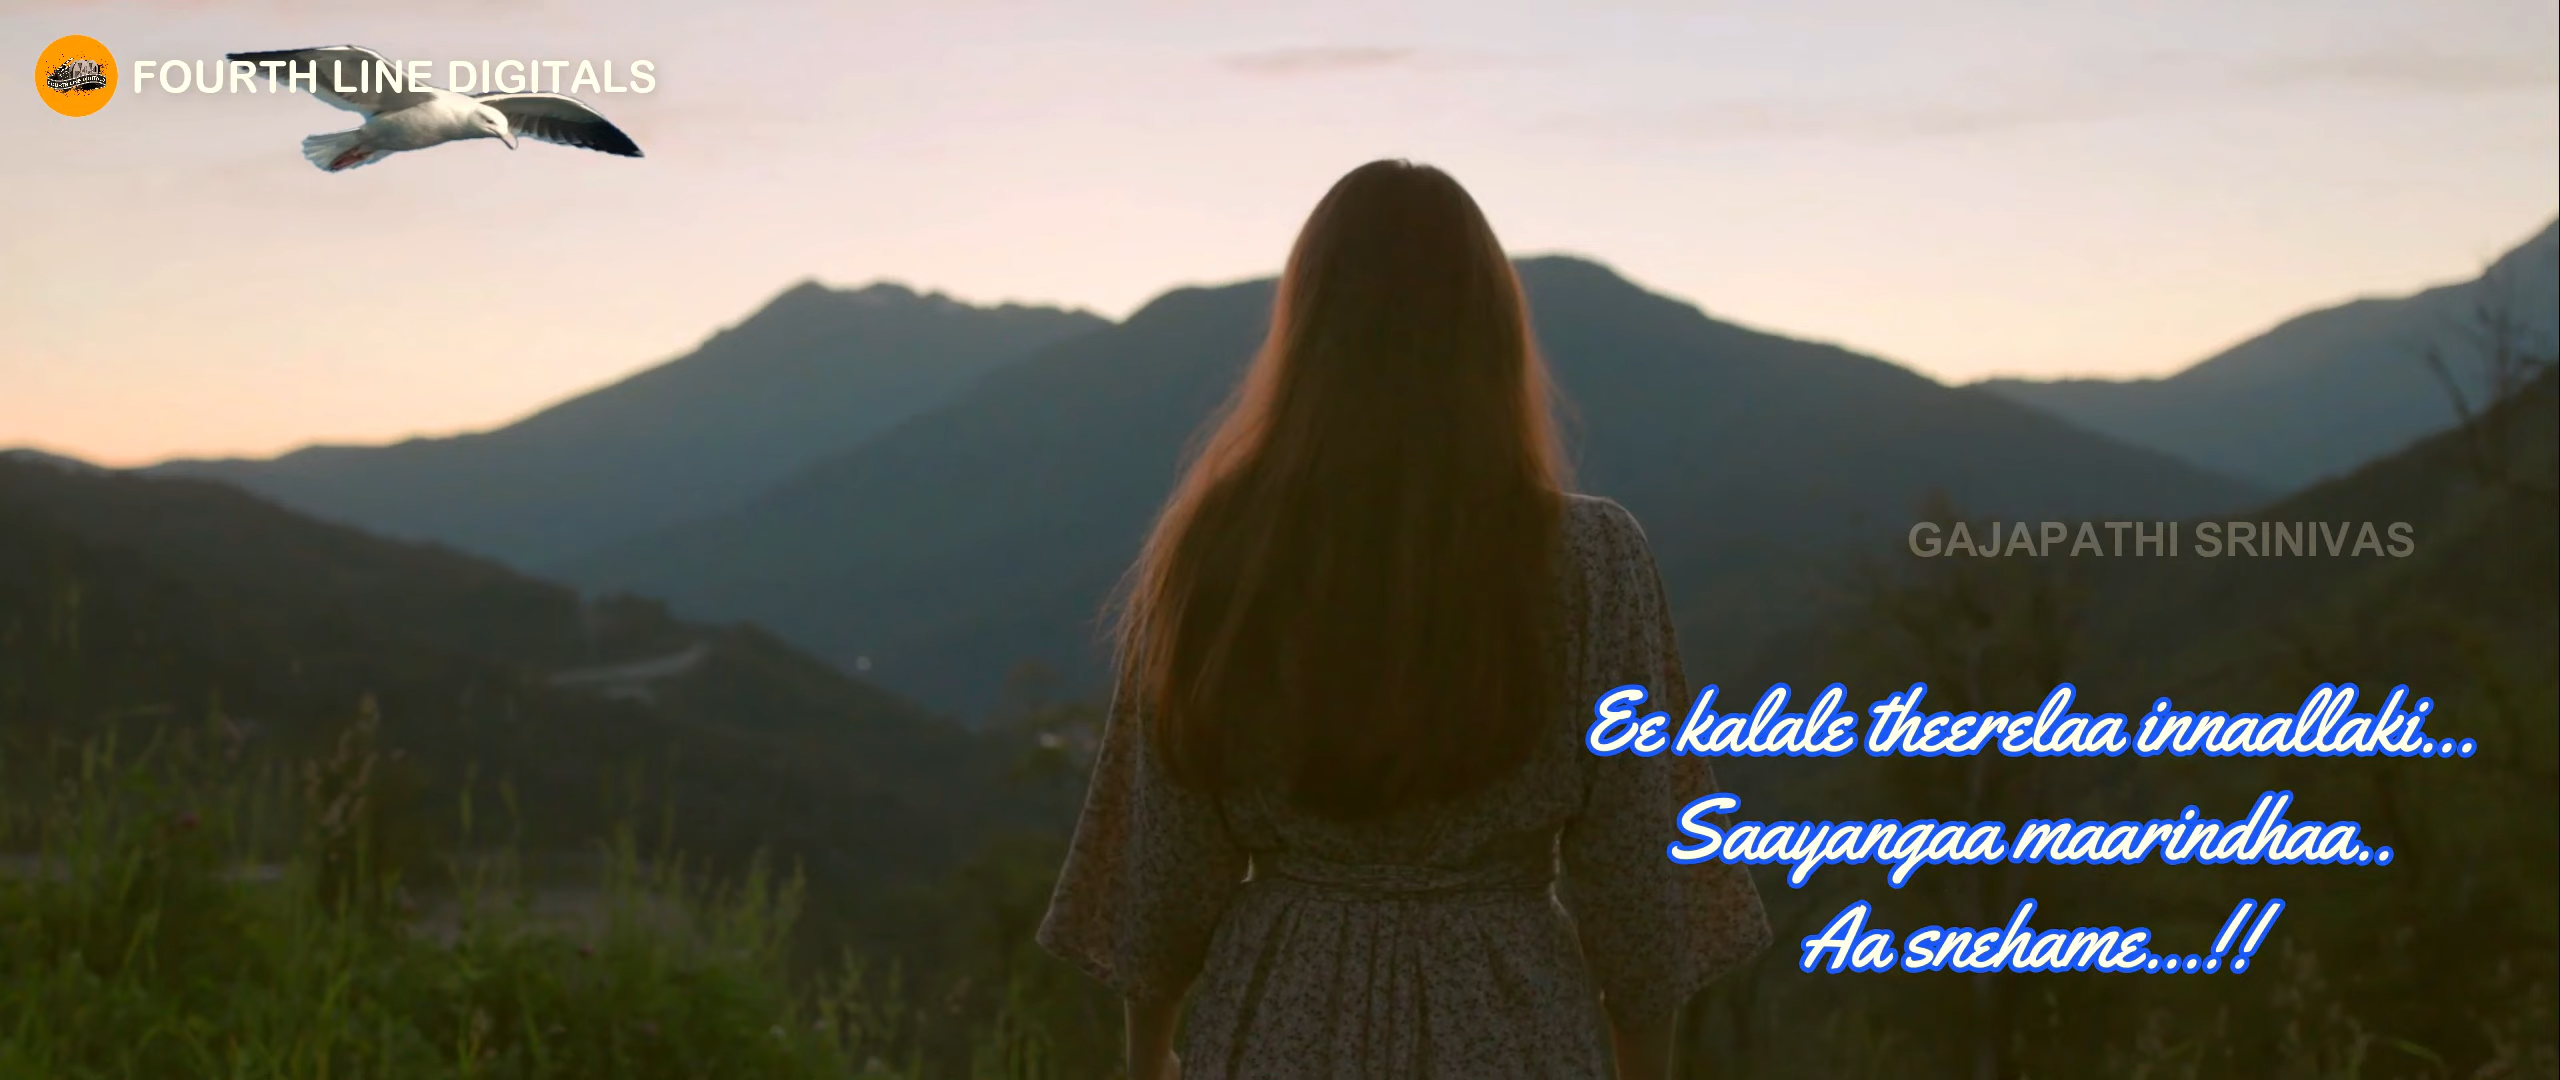 FOURTH LINE DIGITALS
GAJAPATHI SRINIVAS
Ee kalale theerelaa innaallaki...
Saayangaa maarindhaa..
Aa snehame...!!